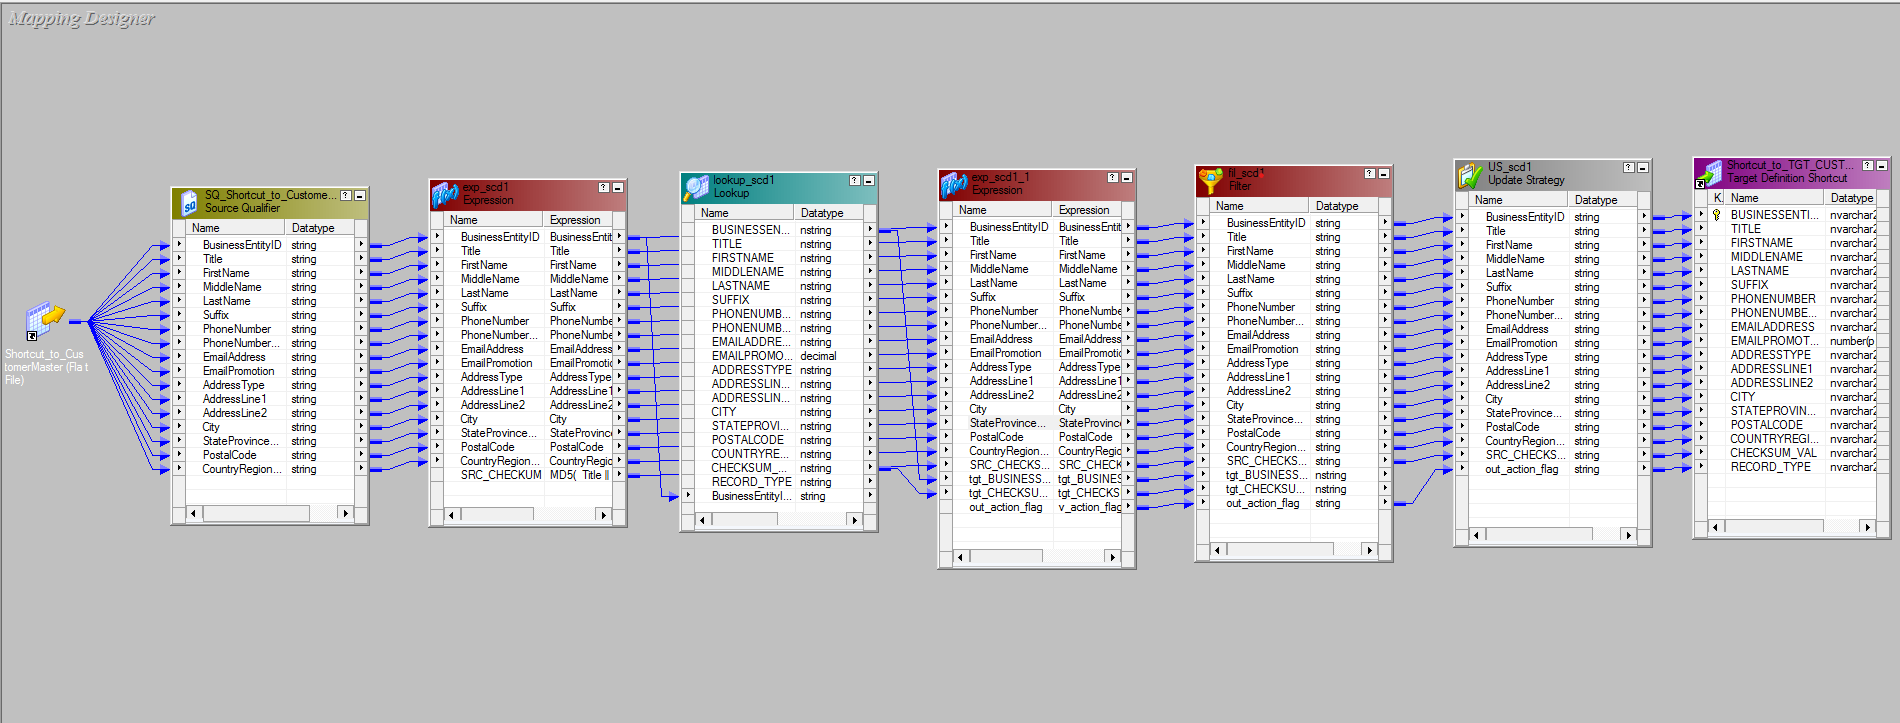 Mapping Designer
Shortcut_to_Cus
tomerMaster (Fla t
File)
SQ_Shortcut_to_Custome...
Source Qualifier
Name Datatype
BusinessEntityID string
Title string
FirstName string
MiddleName string
LastName string
Suffix string
PhoneNumber string
PhoneNumber... string
EmailAddress string
EmailPromotion string
AddressType string
AddressLine1 string
AddressLine2 string
City string
StateProvince... string
PostalCode string
CountryRegion... string
exp_scd1
Expression
Name Expression
BusinessEntityID BusinessEntit
Title Title
FirstName FirstName
MiddleName MiddleName
LastName LastName
Suffix Suffix
PhoneNumber PhoneNumbe
PhoneNumber... PhoneNumbe
EmailAddress EmailAddress
EmailPromotion EmailPromotio
AddressType AddressType
AddressLine1 AddressLine1
AddressLine2 AddressLine2
City City
StateProvince... StateProvinc
PostalCode PostalCode
CountryRegion... CountryRegio
SRC_CHECKUM MD5( Title
lookup_scd1
Lookup
Name Datatype
BUSINESSEN... nstring
TITLE nstring
FIRSTNAME nstring
MIDDLENAME nstring
LASTNAME nstring
SUFFIX nstring
PHONENUMB... nstring
PHONENUMB... nstring
EMAILADDRE... nstring
EMAILPROMO... decimal
ADDRESSTYPE nstring
ADDRESSLIN... nstring
ADDRESSLIN... nstring
CITY nstring
STATEPROVI... nstring
POSTALCODE nstring
COUNTRYRE... nstring
CHECKSUM_... nstring
RECORD_TYPE nstring
BusinessEntityI... string
exp_scd1_1
Expression
Name Expression
BusinessEntityID BusinessEntit
Title Title
FirstName FirstName
MiddleName MiddleName
LastName LastName
Suffix Suffix
PhoneNumber PhoneNumbe
PhoneNumber... PhoneNumbe
EmailAddress EmailAddress
EmailPromotion EmailPromotio
AddressType AddressType
AddressLine1 AddressLine1
AddressLine2 AddressLine2
City City
StateProvince... StateProvinc
PostalCode PostalCode
CountryRegion... CountryRegio
SRC_CHECKS... SRC_CHECKS
tgt_BUSINESS... tgt_BUSINES
tgt_CHECKSU... tgt_CHECKS
out_action_flag v_action_flag
fil_scd1
Filter
Name Datatype
BusinessEntityID string
Title string
FirstName string
MiddleName string
LastName string
Suffix string
PhoneNumber string
PhoneNumber... string
EmailAddress string
EmailPromotion string
AddressType string
AddressLine1 string
AddressLine2 string
City string
StateProvince... string
PostalCode string
CountryRegion... string
SRC_CHECKS... string
tgt_BUSINESS... nstring
tgt_CHECKSU... nstring
out_action_flag string
US_scd1
Update Strategy
Name Datatype
BusinessEntityID string
Title string
FirstName string
MiddleName string
LastName string
Suffix string
PhoneNumber string
PhoneNumber... string
EmailAddress string
EmailPromotion string
AddressType string
AddressLine1 string
AddressLine2 string
City string
StateProvince... string
PostalCode string
CountryRegion... string
SRC_CHECKS... string
out_action_flag string
Shortcut_to_TGT_CUST...
Target Definition Shortcut
K. Name Datatype
BUSINESSENTI... nvarchar2
TITLE nvarchar2
FIRSTNAME nvarchar2
MIDDLENAME nvarchar2
LASTNAME nvarchar2
SUFFIX nvarchar2
PHONENUMBER nvarchar2
PHONENUMBE... nvarchar2
EMAILADDRESS nvarchar2
EMAILPROMOT... number(p
ADDRESSTYPE nvarchar2
ADDRESSLINE1 nvarchar2
ADDRESSLINE2 nvarchar2
CITY nvarchar2
STATEPROVIN... nvarchar2
POSTALCODE nvarchar2
COUNTRYREGI... nvarchar2
CHECKSUM_VAL nvarchar2
RECORD_TYPE nvarchar2